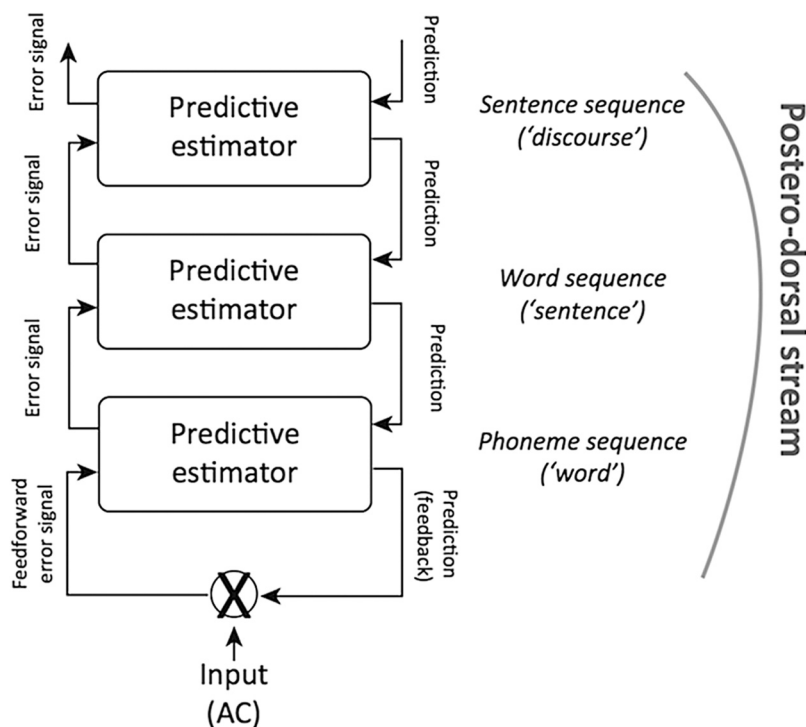 Error signal
Prediction
Predictive
estimator
Sentence sequence
(‘discourse’)
Error signal
Prediction
Predictive
estimator
Word sequence
(‘sentence’)
Error signal
Prediction
Predictive
estimator
Phoneme sequence
(‘word’)
Feedforward
error signal
Prediction
(feedback)
X
Input
(AC)
Postero-dorsal stream